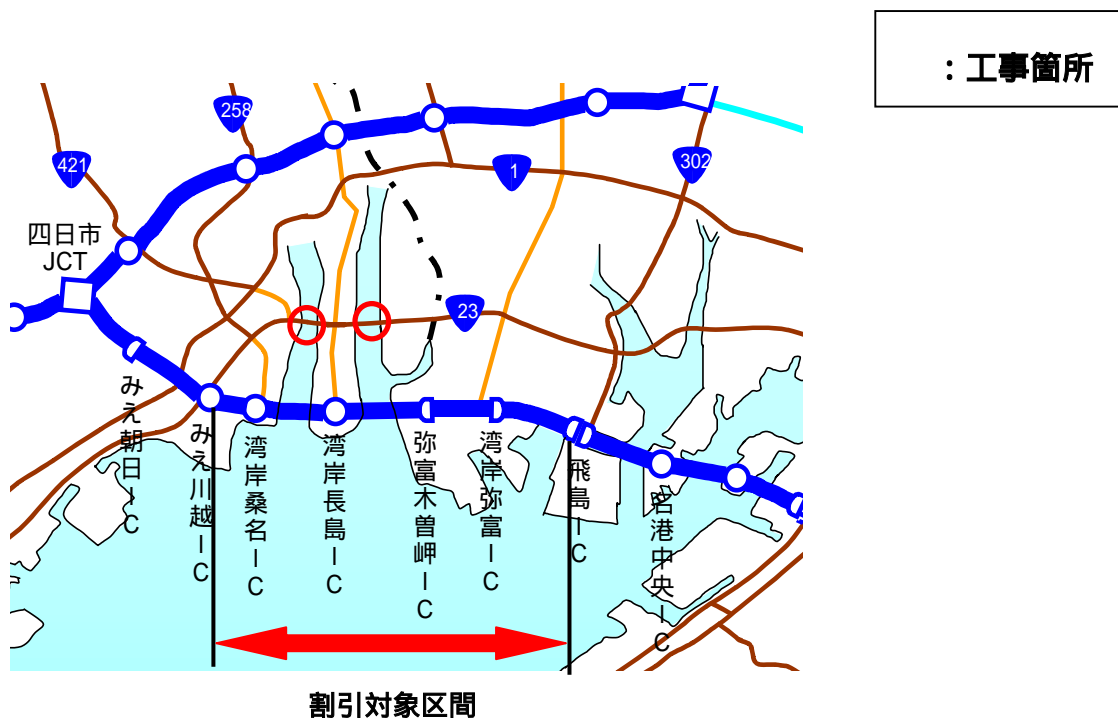 ：工事箇所
258
421
1
302
四日市
JCT
23
みえ朝日IC
みえ川越IC
湾岸桑名IC
湾岸長島IC
弥富木曽岬IC
湾岸弥富IC
飛島IC
名港中央IC
割引対象区間